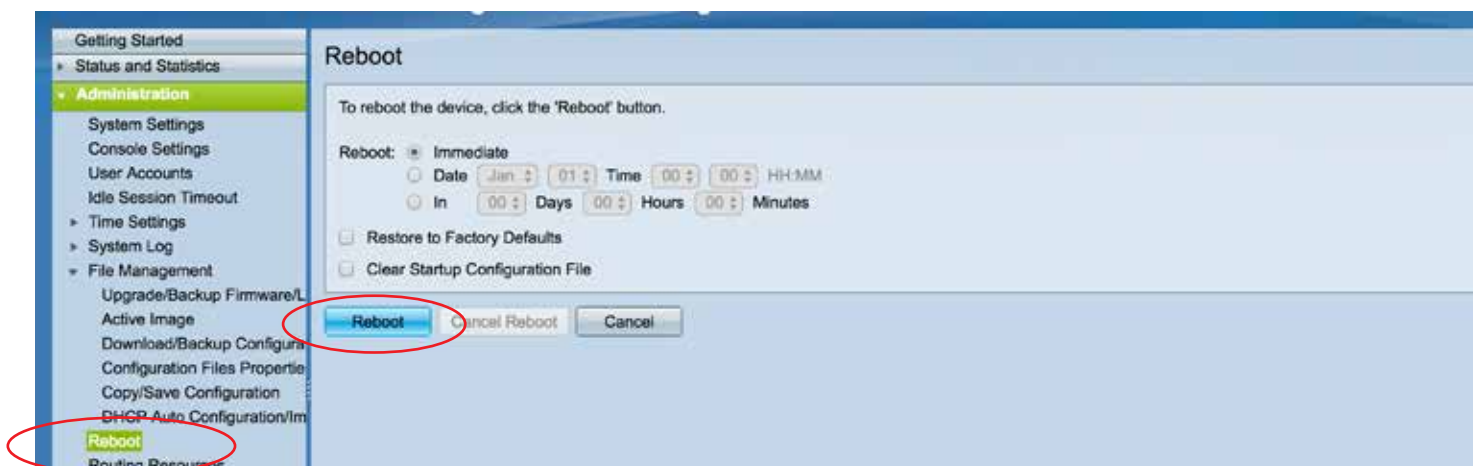 Getting Started
Status and Statistics
Administration
System Settings
Console Settings
User Accounts
Idle Session Timeout
Time Settings
System Log
File Management
Upgrade/Backup Firmware/L
Active Image
Download/Backup Configura
Configuration Files Propertie
Copy/Save Configuration
DHCP Auto Configuration/Im
Reboot
Routing Resources
Reboot
To reboot the device, click the 'Reboot' button.
Reboot: Immediate
Date Jan 01 Time 00 00 HH:MM
In 00 Days 00 Hours 00 Minutes
Restore to Factory Defaults
Clear Startup Configuration File
Reboot Cancel Reboot Cancel